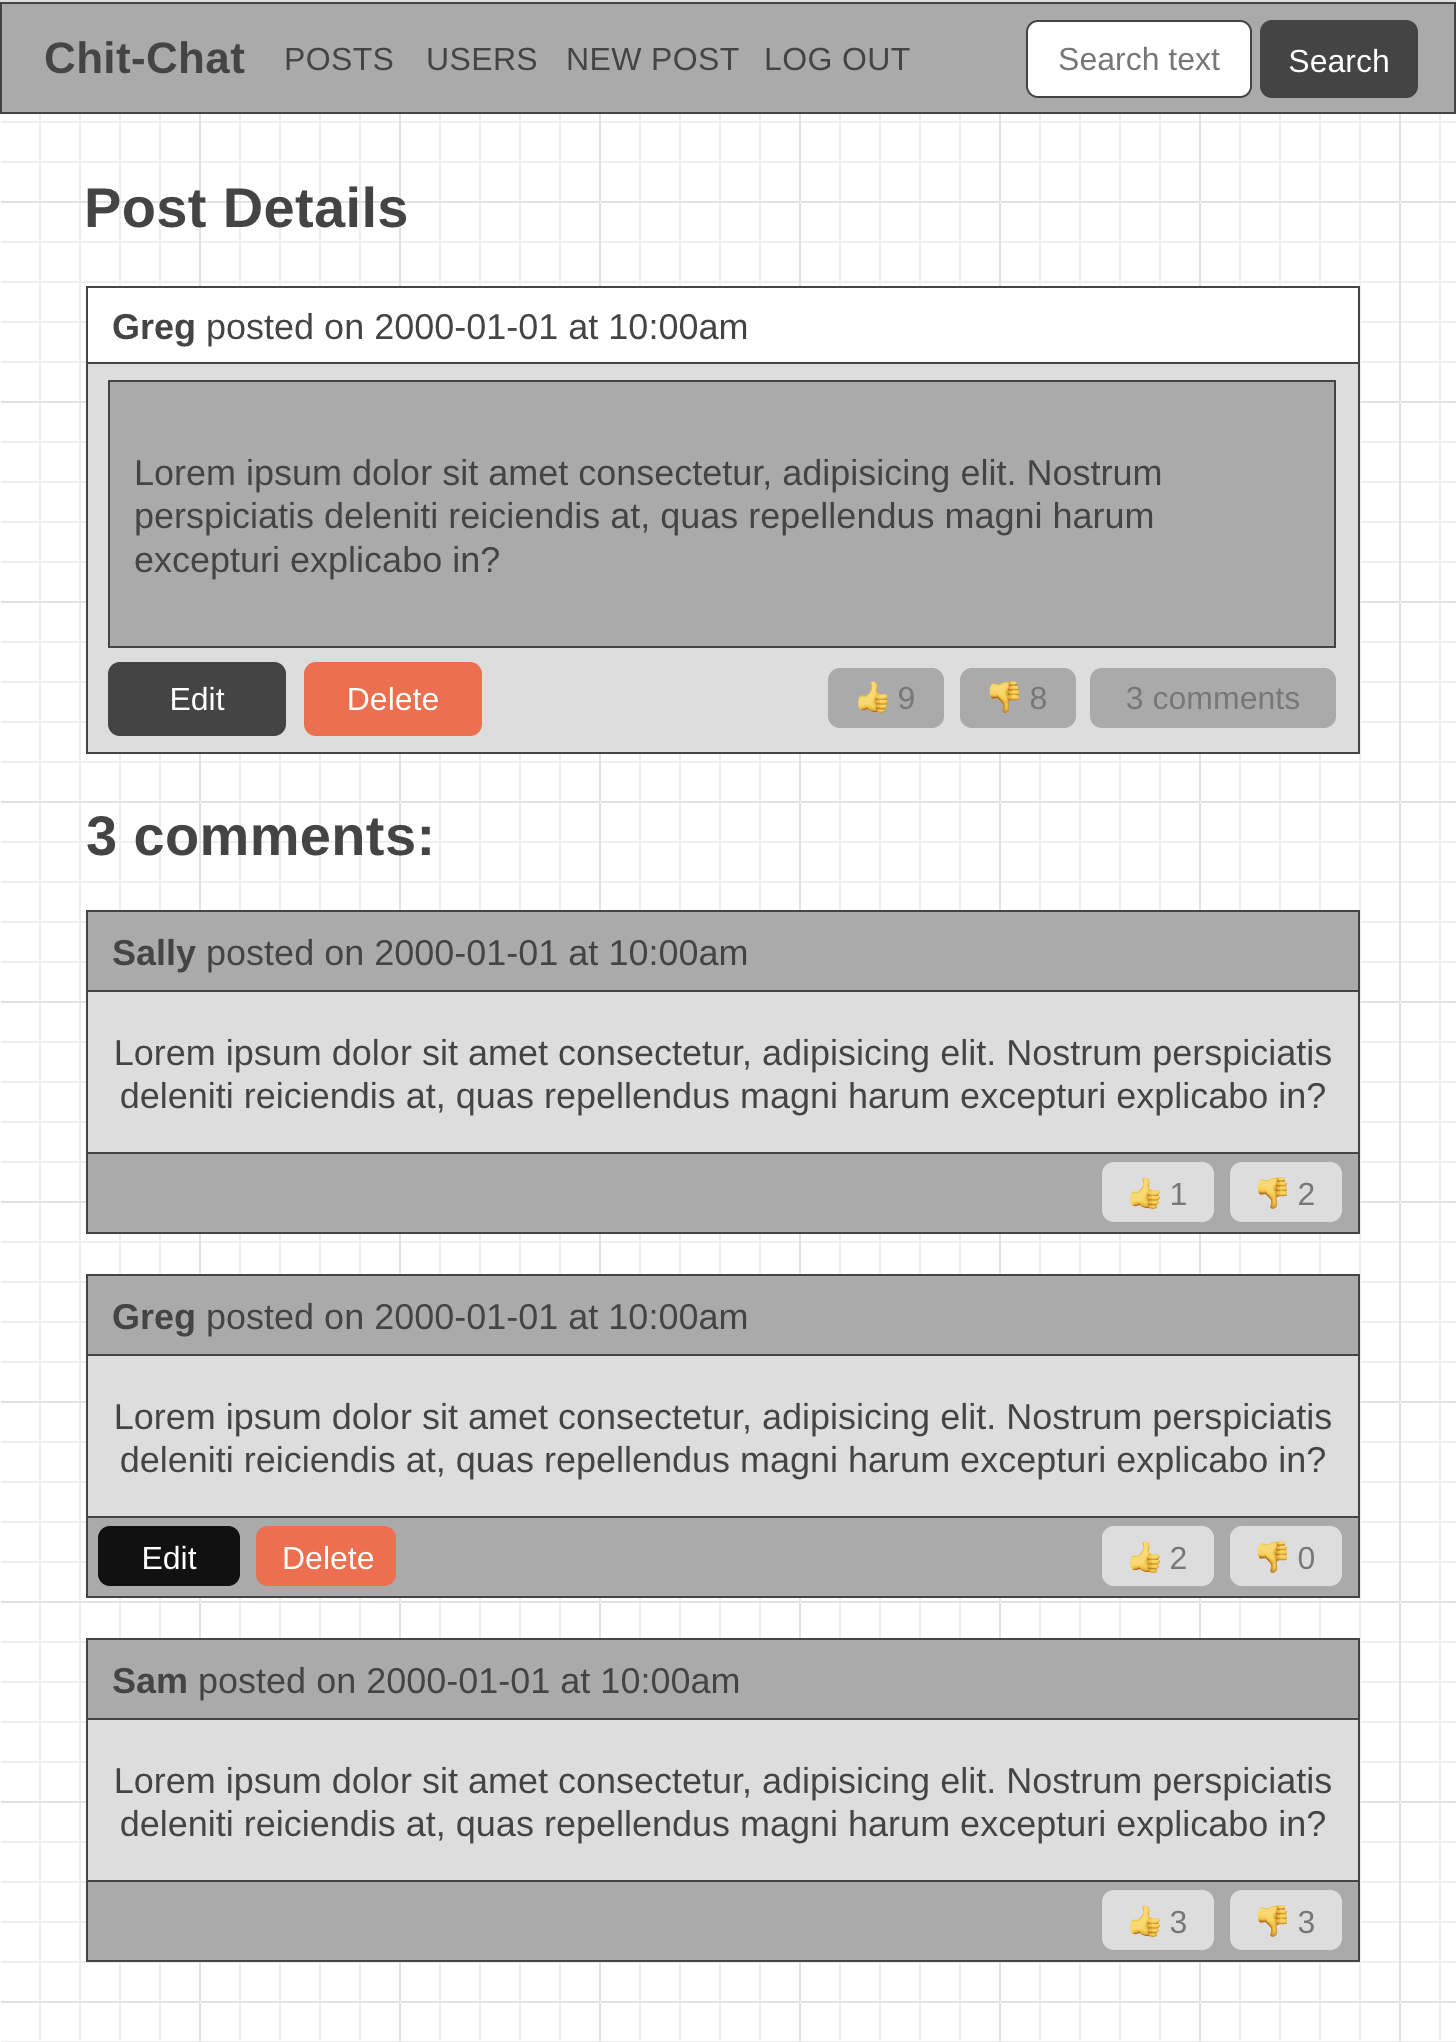 Chit-Chat POSTS USERS NEW POST LOG OUT Search text Search
Post Details
Greg posted on 2000-01-01 at 10:00am
Lorem ipsum dolor sit amet consectetur, adipisicing elit. Nostrum
perspiciatis deleniti reiciendis at, quas repellendus magni harum
excepturi explicabo in?
Edit Delete 👍 9 👎 8 3 comments
3 comments:
Sally posted on 2000-01-01 at 10:00am
Lorem ipsum dolor sit amet consectetur, adipisicing elit. Nostrum perspiciatis
deleniti reiciendis at, quas repellendus magni harum excepturi explicabo in?
👍 1 👎 2
Greg posted on 2000-01-01 at 10:00am
Lorem ipsum dolor sit amet consectetur, adipisicing elit. Nostrum perspiciatis
deleniti reiciendis at, quas repellendus magni harum excepturi explicabo in?
Edit Delete 👍 2 👎 0
Sam posted on 2000-01-01 at 10:00am
Lorem ipsum dolor sit amet consectetur, adipisicing elit. Nostrum perspiciatis
deleniti reiciendis at, quas repellendus magni harum excepturi explicabo in?
👍 3 👎 3